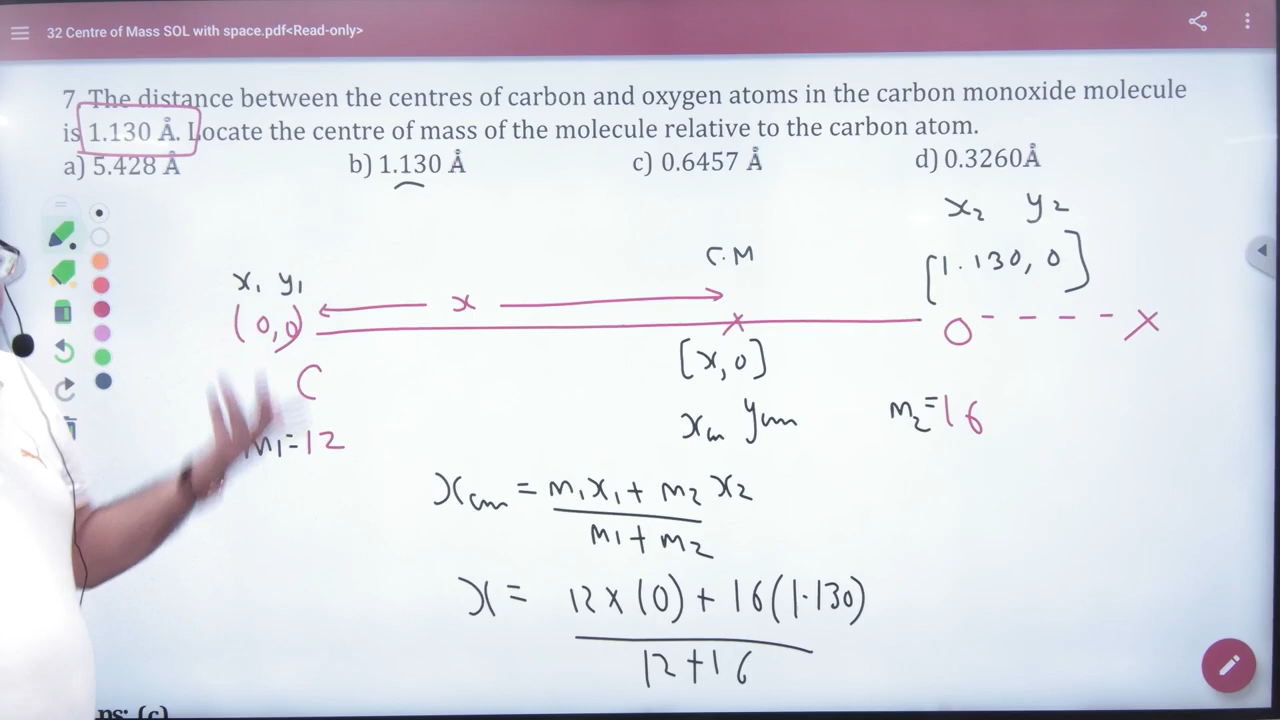 32 Centre of Mass SOL with space.pdf<Read-only>
7. The distance between the centres of carbon and oxygen atoms in the carbon monoxide molecule
is 1.130 Å. Locate the centre of mass of the molecule relative to the carbon atom.
a) 5.428 Å b) 1.130 Å c) 0.6457 Å d) 0.3260Å
x₂ y₂
C.M [1.130, 0]
x₁ y₁
(0,0) x O
[x, 0]
C
xcm ycm m₂=16
m₁=12
xcm = m₁x₁ + m₂x₂
m₁ + m₂
x = 12×(0) + 16(1.130)
12+16
ns: (c)